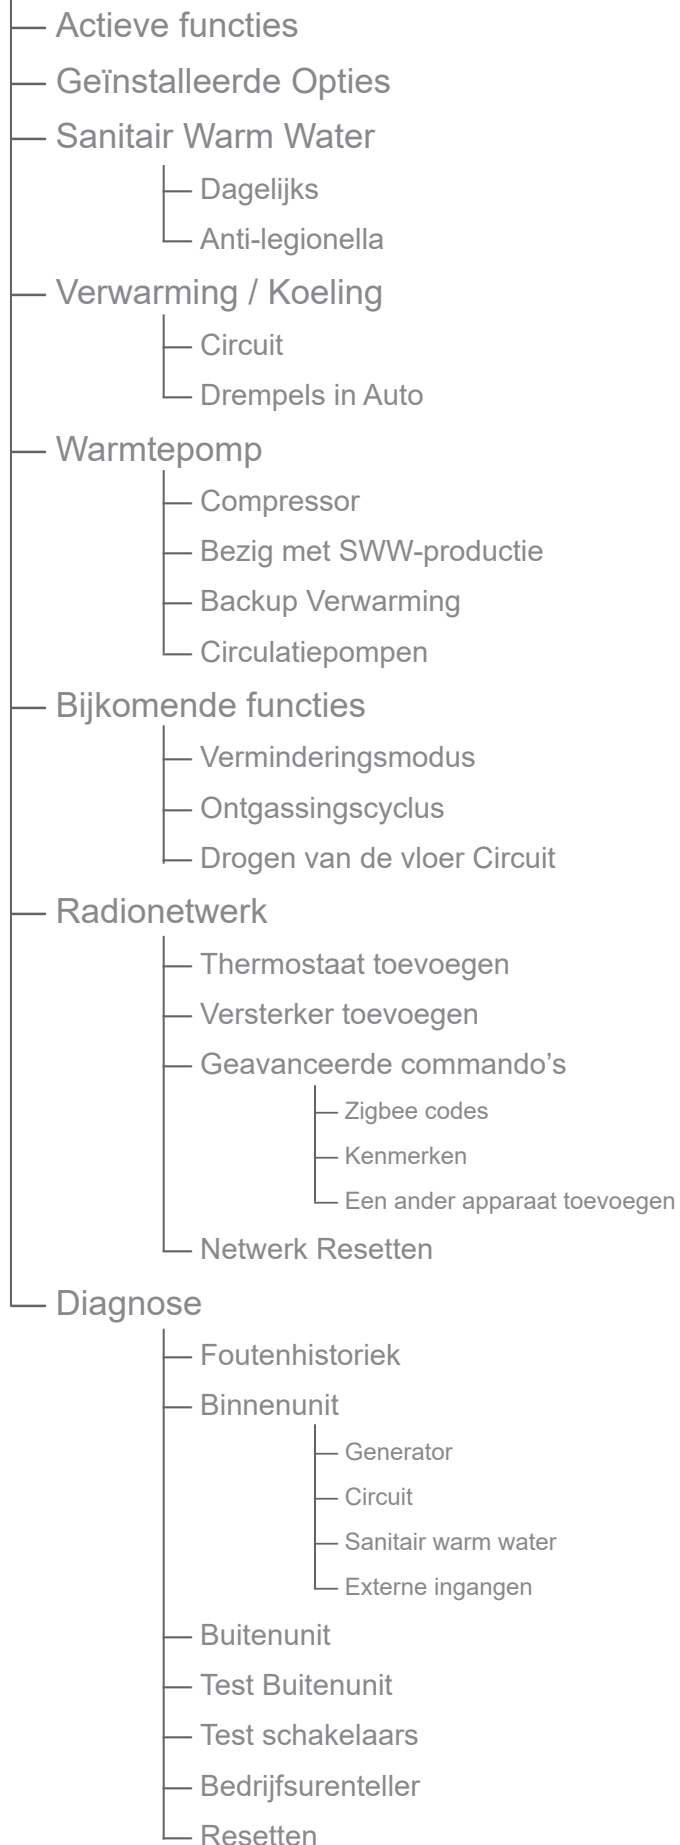 Actieve functies
Geïnstalleerde Opties
Sanitair Warm Water
Dagelijks
Anti-legionella
Verwarming / Koeling
Circuit
Drempels in Auto
Warmtepomp
Compressor
Bezig met SWW-productie
Backup Verwarming
Circulatiepompen
Bijkomende functies
Verminderingsmodus
Ontgassingscyclus
Drogen van de vloer Circuit
Radionetwerk
Thermostaat toevoegen
Versterker toevoegen
Geavanceerde commando’s
Zigbee codes
Kenmerken
Een ander apparaat toevoegen
Netwerk Resetten
Diagnose
Foutenhistoriek
Binnenunit
Generator
Circuit
Sanitair warm water
Externe ingangen
Buitenunit
Test Buitenunit
Test schakelaars
Bedrijfsurenteller
Resetten